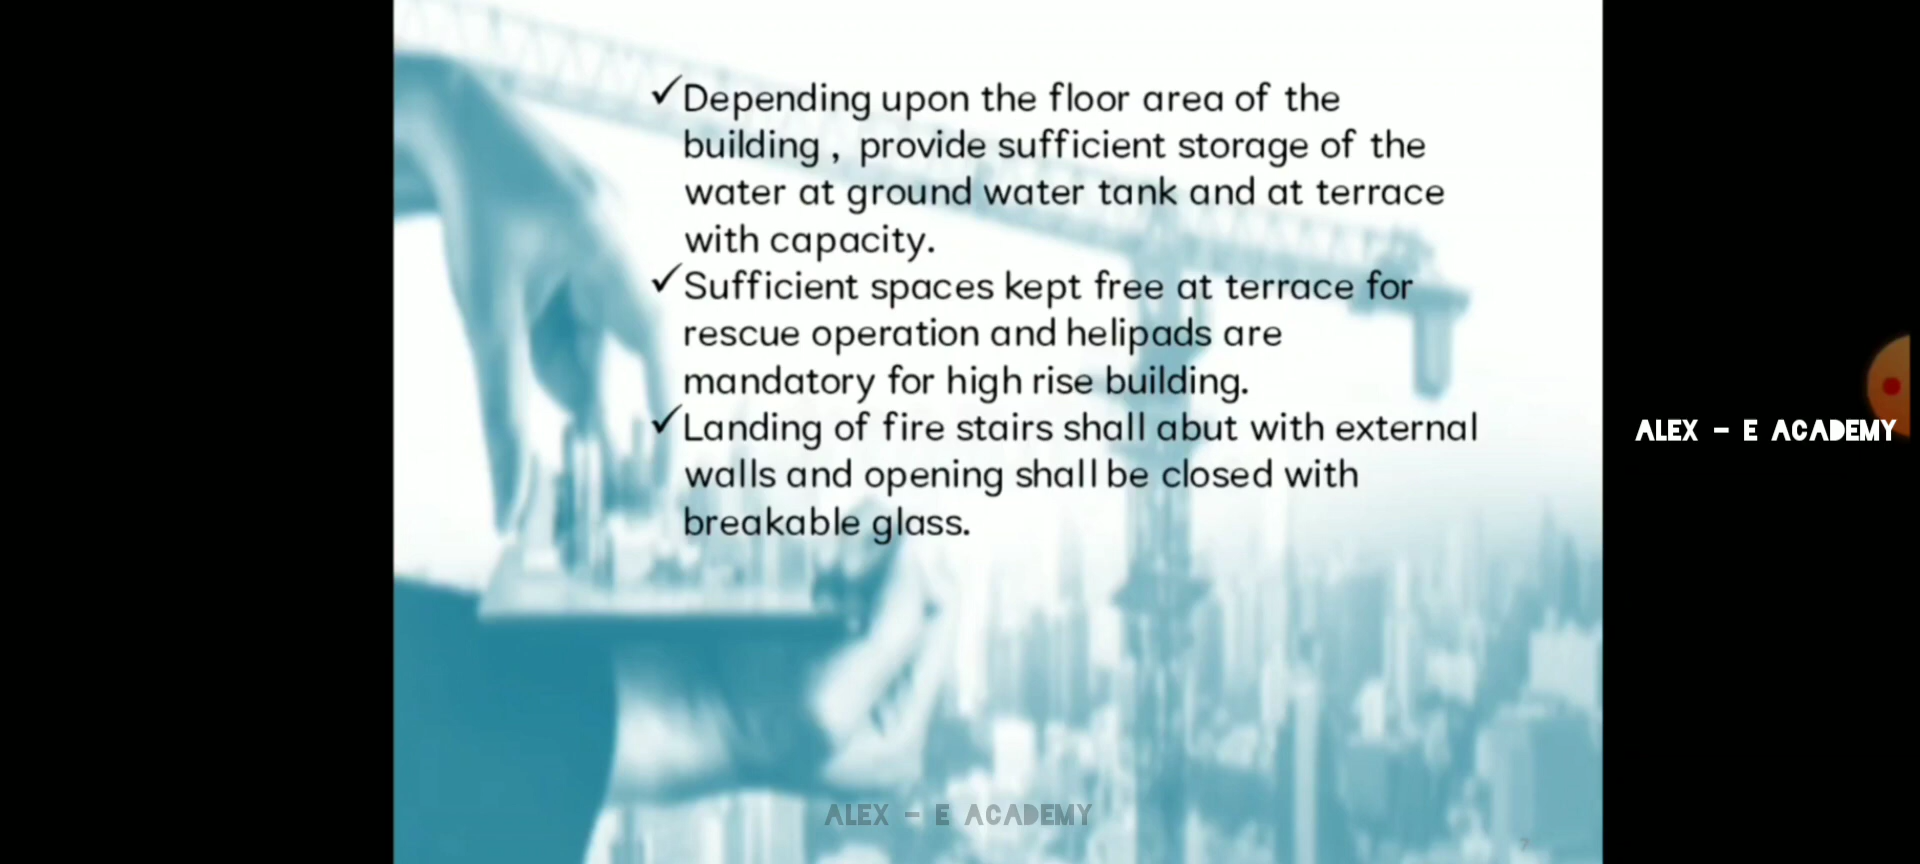 ✓Depending upon the floor area of the
building , provide sufficient storage of the
water at ground water tank and at terrace
with capacity.
✓Sufficient spaces kept free at terrace for
rescue operation and helipads are
mandatory for high rise building.
✓Landing of fire stairs shall abut with external
walls and opening shall be closed with
breakable glass.
ALEX - E ACADEMY
ALEX - E ACADEMY
7